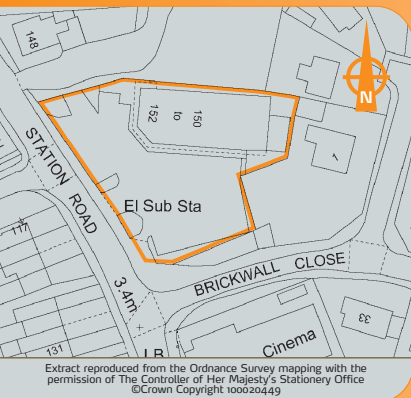 148
N
150
to
152
1
STATION ROAD
El Sub Sta
117
3.4m
BRICKWALL CLOSE
33
Cinema
131
LB
Extract reproduced from the Ordnance Survey mapping with the
permission of The Controller of Her Majesty's Stationery Office
©Crown Copyright 100020449